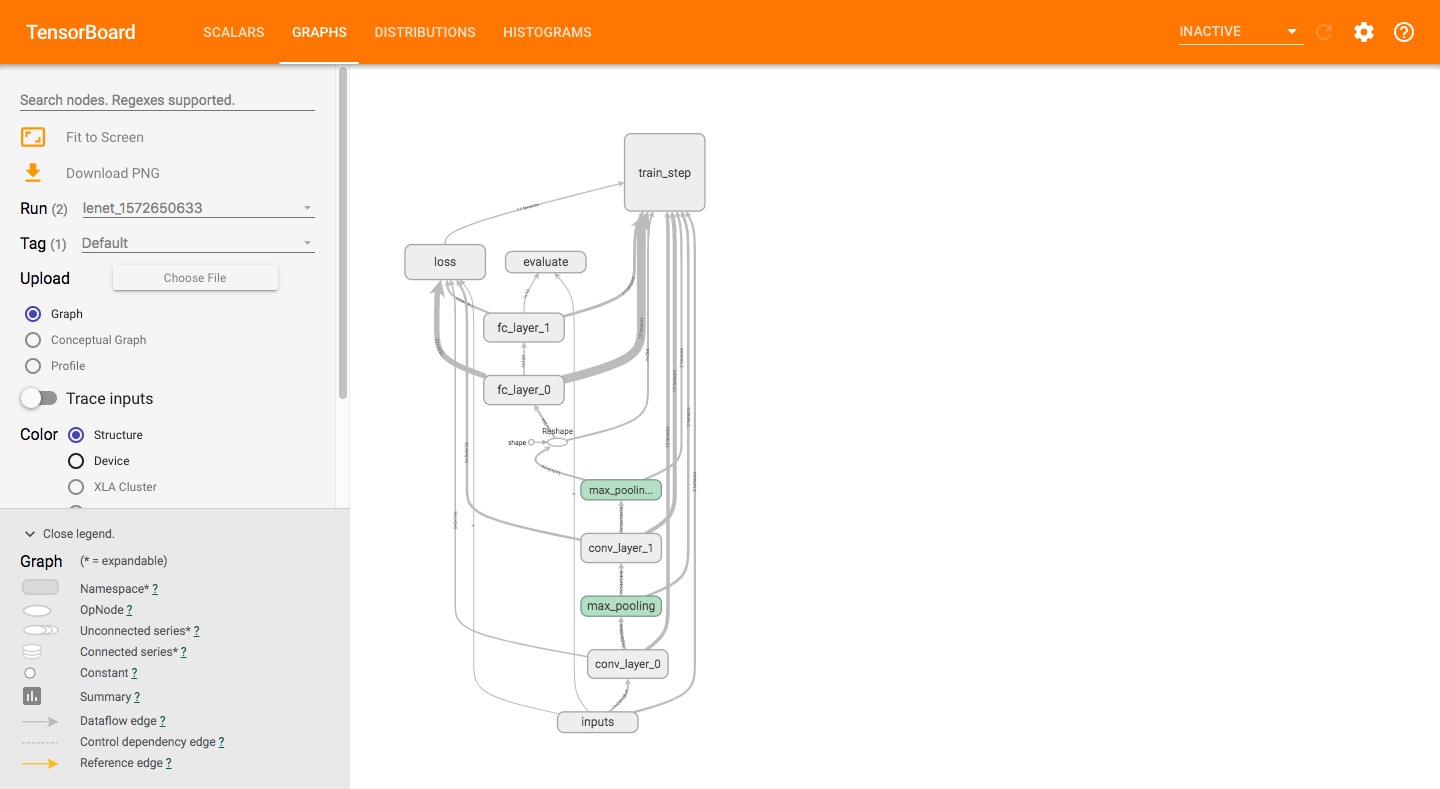 TensorBoard
SCALARS GRAPHS DISTRIBUTIONS HISTOGRAMS
INACTIVE
Search nodes. Regexes supported.
Fit to Screen
Download PNG
Run (2) lenet_1572650633
Tag (1) Default
Upload Choose File
Graph
Conceptual Graph
Profile
Trace inputs
Color Structure
Device
XLA Cluster
Close legend.
Graph (* = expandable)
Namespace* ?
OpNode ?
Unconnected series* ?
Connected series* ?
Constant ?
Summary ?
Dataflow edge ?
Control dependency edge ?
Reference edge ?
train_step
loss
evaluate
fc_layer_1
fc_layer_0
Reshape
shape
max_poolin...
conv_layer_1
max_pooling
conv_layer_0
inputs